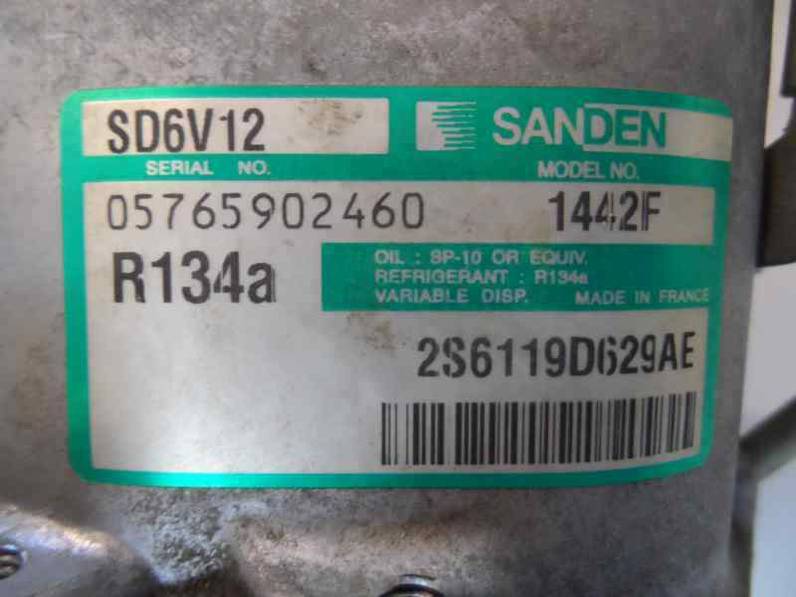 SD6V12 SANDEN
SERIAL NO. MODEL NO.
05765902460 1442F
R134a
OIL : SP-10 OR EQUIV.
REFRIGERANT : R134a
VARIABLE DISP. MADE IN FRANCE
2S6119D629AE